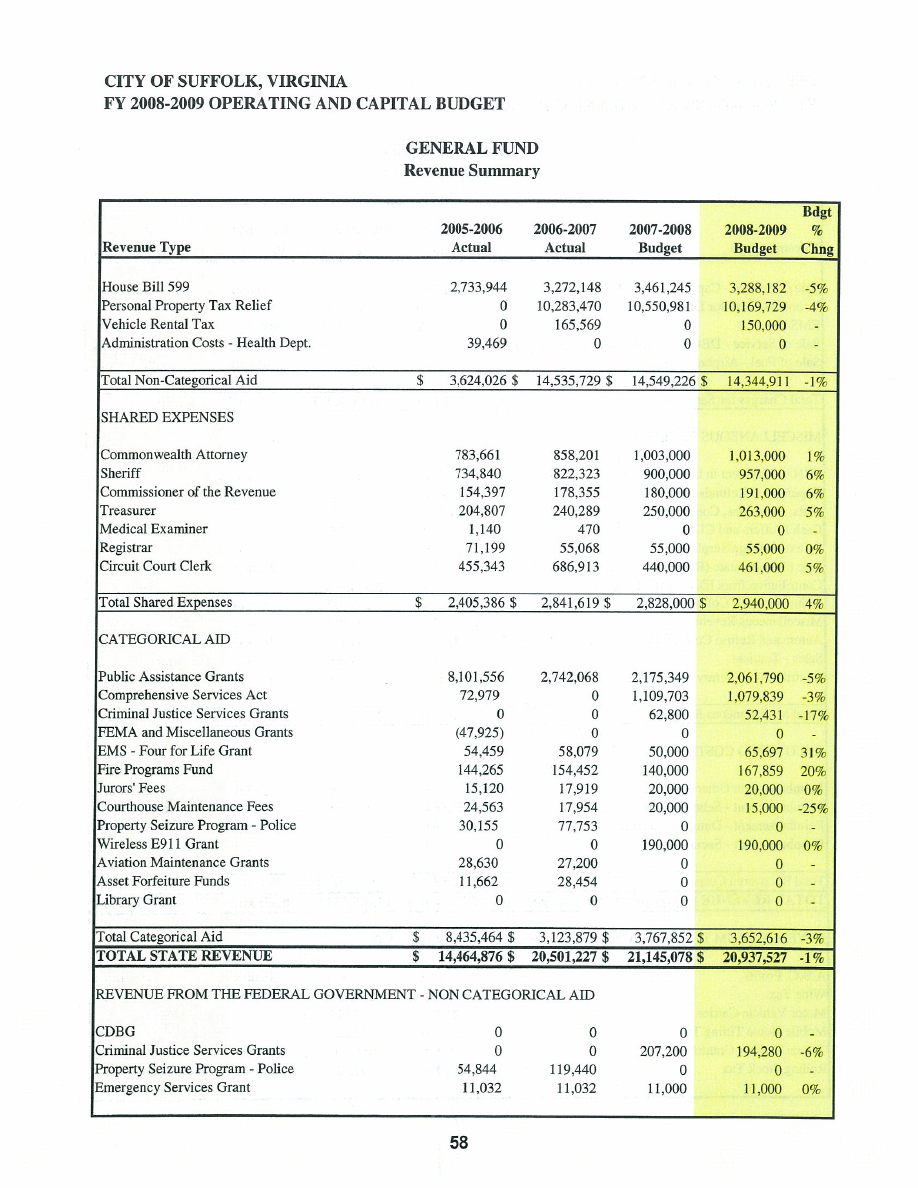 CITY OF SUFFOLK, VIRGINIA
FY 2008-2009 OPERATING AND CAPITAL BUDGET
GENERAL FUND
Revenue Summary
Bdgt
2005-2006 2006-2007 2007-2008 2008-2009 %
Revenue Type Actual Actual Budget Budget Chng
House Bill 599 2,733,944 3,272,148 3,461,245 3,288,182 -5%
Personal Property Tax Relief 0 10,283,470 10,550,981 10,169,729 -4%
Vehicle Rental Tax 0 165,569 0 150,000 -
Administration Costs - Health Dept. 39,469 0 0 0 -
Total Non-Categorical Aid $ 3,624,026 $ 14,535,729 $ 14,549,226 $ 14,344,911 -1%
SHARED EXPENSES
Commonwealth Attorney 783,661 858,201 1,003,000 1,013,000 1%
Sheriff 734,840 822,323 900,000 957,000 6%
Commissioner of the Revenue 154,397 178,355 180,000 191,000 6%
Treasurer 204,807 240,289 250,000 263,000 5%
Medical Examiner 1,140 470 0 0 -
Registrar 71,199 55,068 55,000 55,000 0%
Circuit Court Clerk 455,343 686,913 440,000 461,000 5%
Total Shared Expenses $ 2,405,386 $ 2,841,619 $ 2,828,000 $ 2,940,000 4%
CATEGORICAL AID
Public Assistance Grants 8,101,556 2,742,068 2,175,349 2,061,790 -5%
Comprehensive Services Act 72,979 0 1,109,703 1,079,839 -3%
Criminal Justice Services Grants 0 0 62,800 52,431 -17%
FEMA and Miscellaneous Grants (47,925) 0 0 0 -
EMS - Four for Life Grant 54,459 58,079 50,000 65,697 31%
Fire Programs Fund 144,265 154,452 140,000 167,859 20%
Jurors' Fees 15,120 17,919 20,000 20,000 0%
Courthouse Maintenance Fees 24,563 17,954 20,000 15,000 -25%
Property Seizure Program - Police 30,155 77,753 0 0 -
Wireless E911 Grant 0 0 190,000 190,000 0%
Aviation Maintenance Grants 28,630 27,200 0 0 -
Asset Forfeiture Funds 11,662 28,454 0 0 -
Library Grant 0 0 0 0 -
Total Categorical Aid $ 8,435,464 $ 3,123,879 $ 3,767,852 $ 3,652,616 -3%
TOTAL STATE REVENUE $ 14,464,876 $ 20,501,227 $ 21,145,078 $ 20,937,527 -1%
REVENUE FROM THE FEDERAL GOVERNMENT - NON CATEGORICAL AID
CDBG 0 0 0 0 -
Criminal Justice Services Grants 0 0 207,200 194,280 -6%
Property Seizure Program - Police 54,844 119,440 0 0 -
Emergency Services Grant 11,032 11,032 11,000 11,000 0%
58